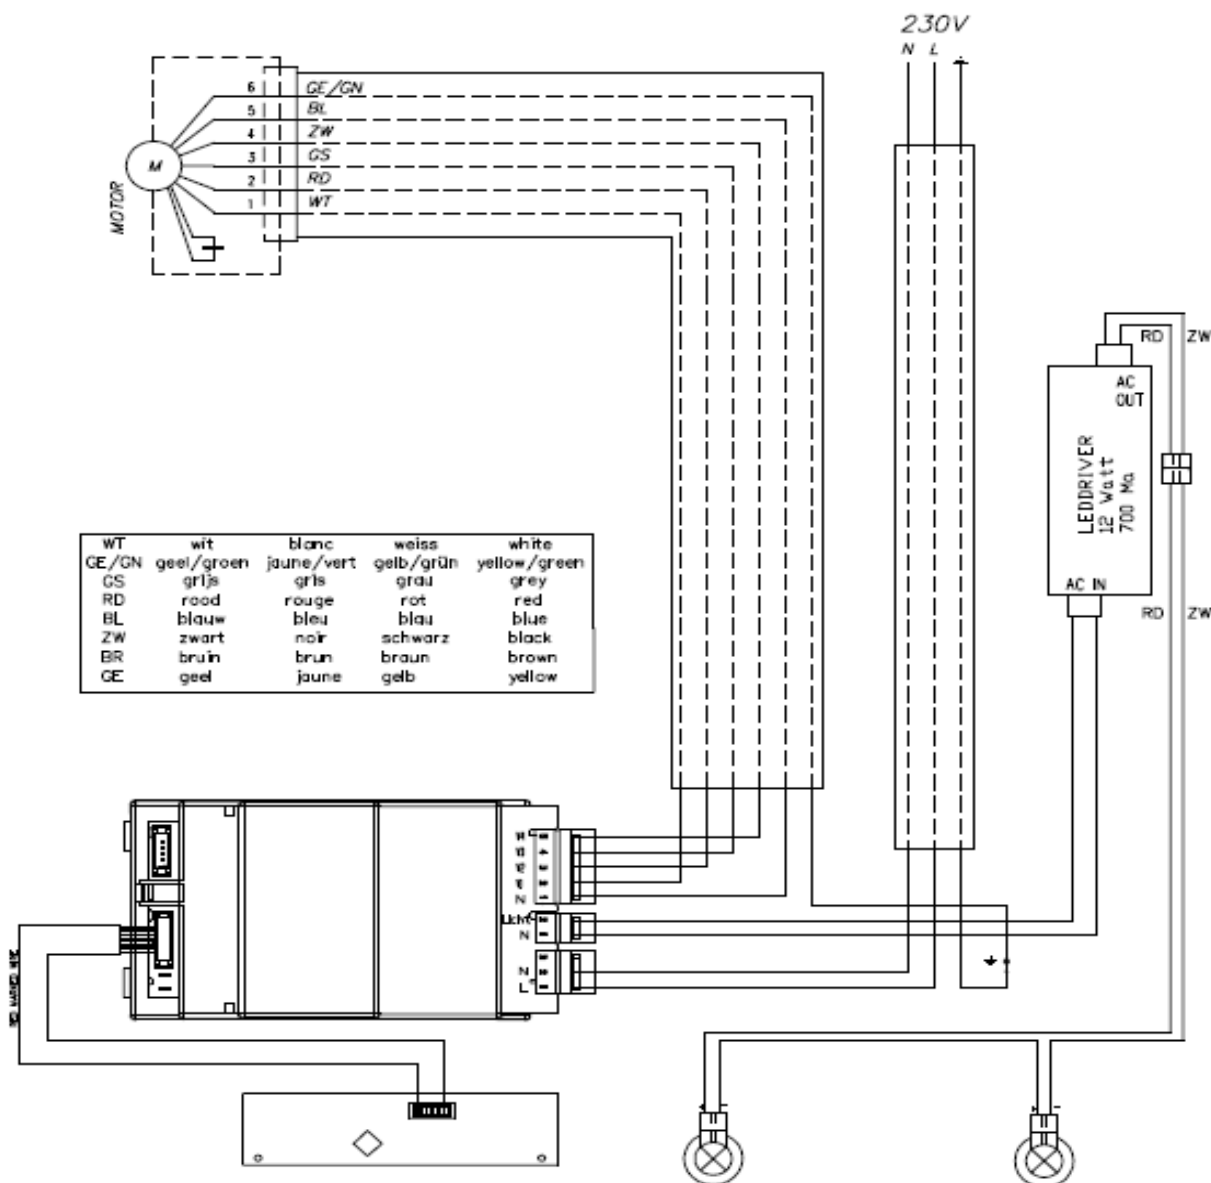 230V
N L
6 GE/GN
5 BL
4 ZW
3 GS
2 RD
1 WT
M
MOTOR
RD ZW
AC
OUT
LEDDRIVER
12 Watt
700 Ma
AC IN
RD ZW
WT wit blanc weiss white
GE/GN geel/groen jaune/vert gelb/grün yellow/green
GS grijs gris grau grey
RD rood rouge rot red
BL blauw bleu blau blue
ZW zwart noir schwarz black
BR bruin brun braun brown
GE geel jaune gelb yellow
N
Licht
N
N
L